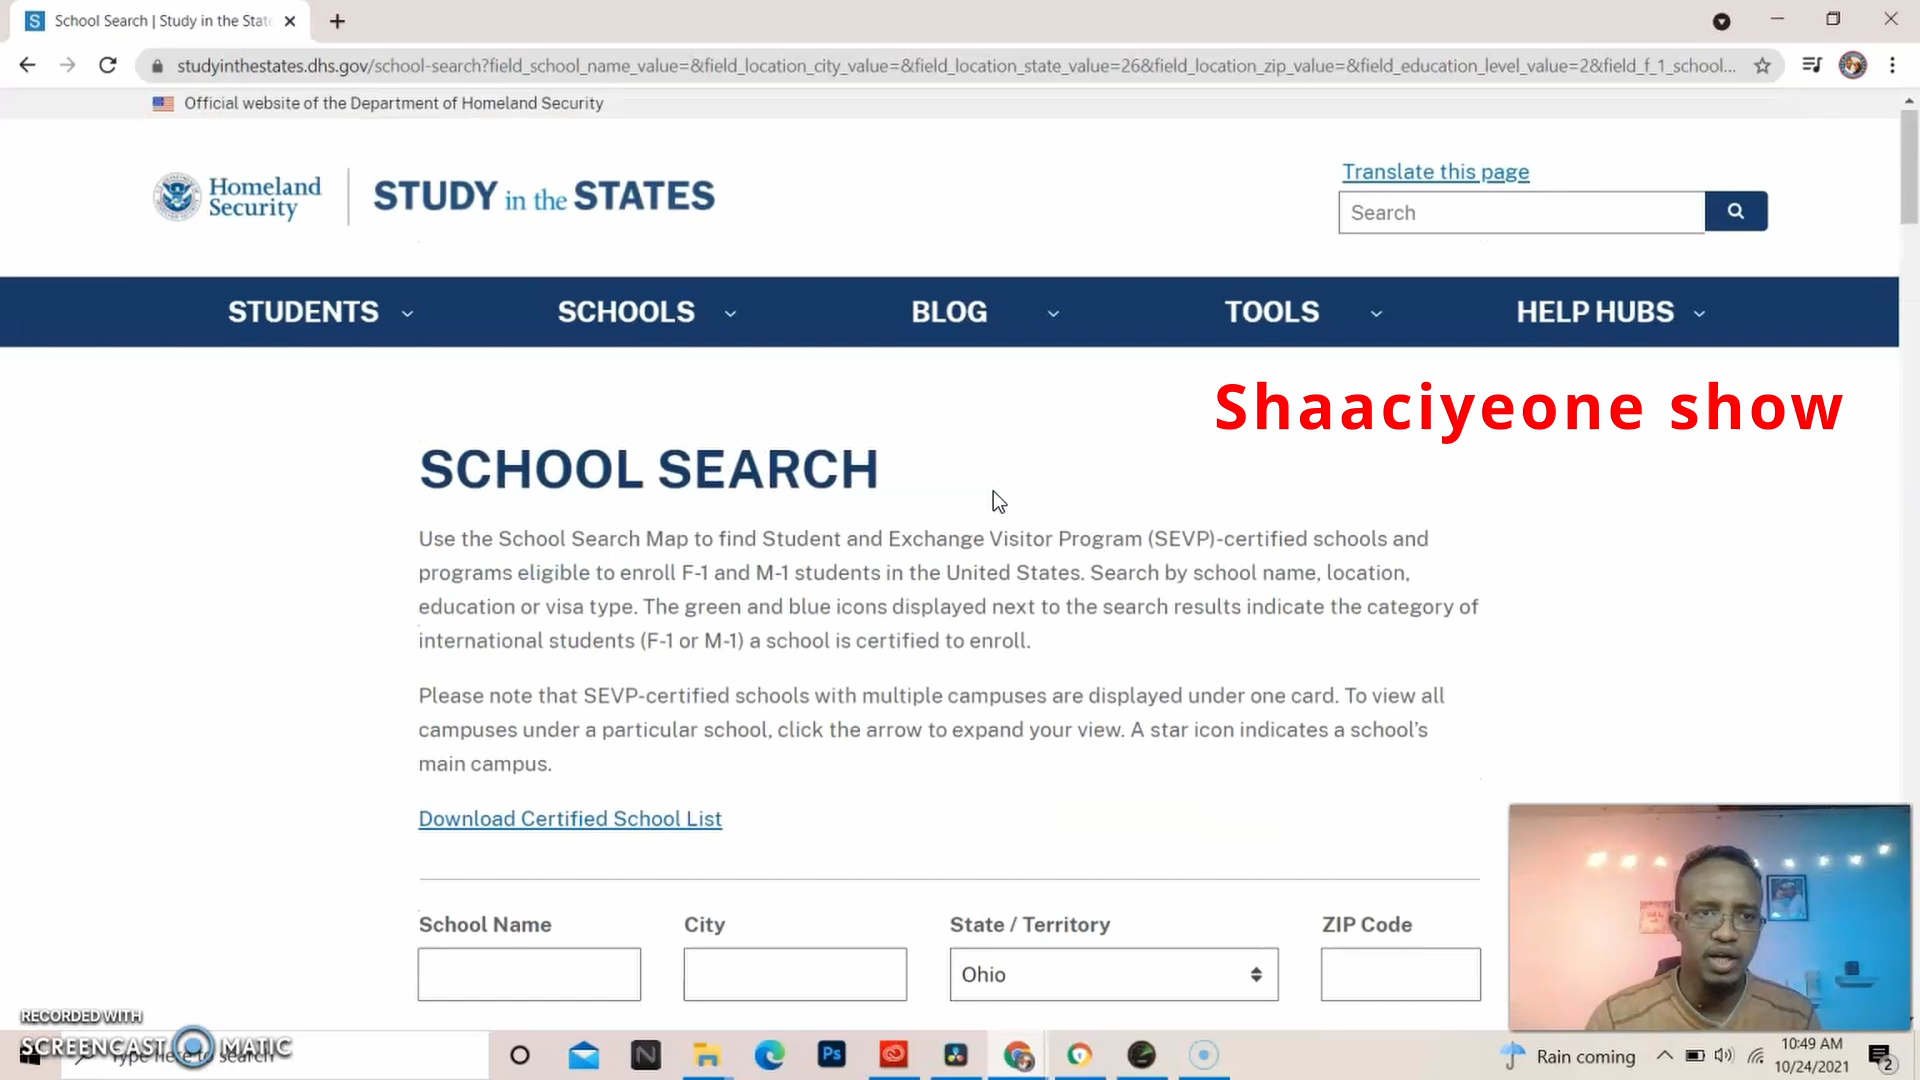 School Search | Study in the State
studyinthestates.dhs.gov/school-search?field_school_name_value=&field_location_city_value=&field_location_state_value=26&field_location_zip_value=&field_education_level_value=2&field_f_1_school...
Official website of the Department of Homeland Security
Homeland
Security
STUDY in the STATES
Translate this page
Search
STUDENTS
SCHOOLS
BLOG
TOOLS
HELP HUBS
Shaaciyeone show
SCHOOL SEARCH
Use the School Search Map to find Student and Exchange Visitor Program (SEVP)-certified schools and
programs eligible to enroll F-1 and M-1 students in the United States. Search by school name, location,
education or visa type. The green and blue icons displayed next to the search results indicate the category of
international students (F-1 or M-1) a school is certified to enroll.
Please note that SEVP-certified schools with multiple campuses are displayed under one card. To view all
campuses under a particular school, click the arrow to expand your view. A star icon indicates a school's
main campus.
Download Certified School List
School Name
City
State / Territory
ZIP Code
Ohio
RECORDED WITH
SCREENCAST MATIC
Type here to search
Ps
Rain coming
10:49 AM
10/24/2021
2